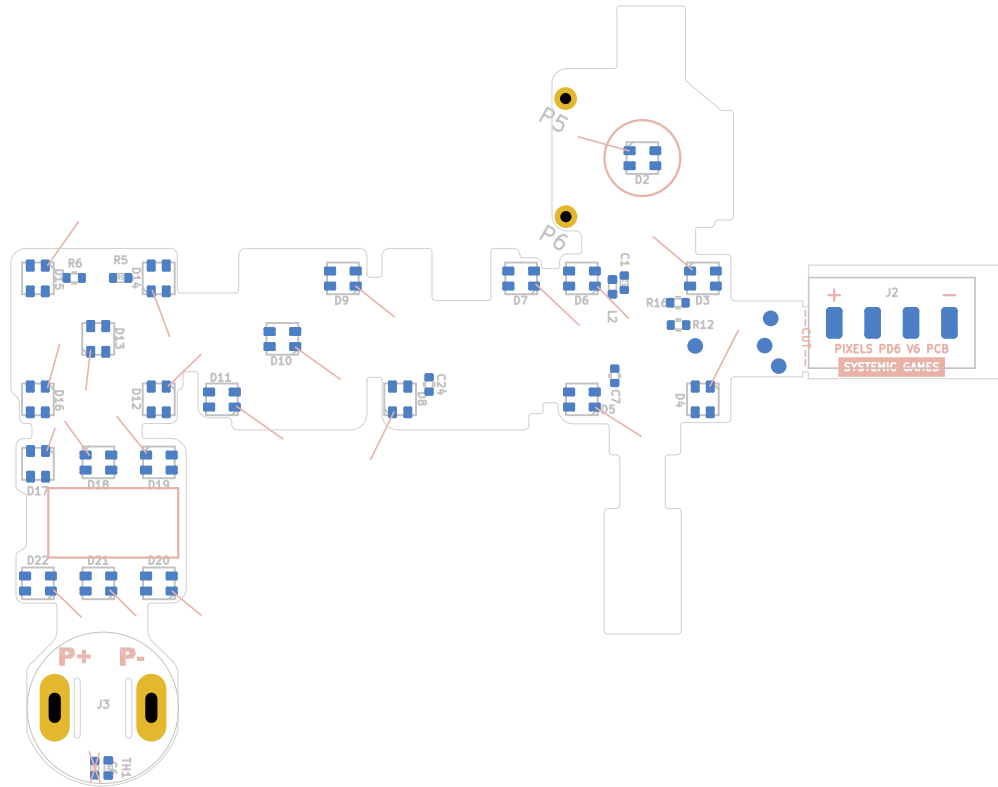 P5
D2
P6
R6
R5
D15
D14
D9
D7
D6
C1
L2
D3
R16
R12
J2
+
−
CUT
PIXELS PD6 V6 PCB
SYSTEMIC GAMES
D13
D10
D11
D16
D12
D8
C24
C7
D5
D4
D17
D18
D19
D22
D21
D20
P+
P-
J3
TH1